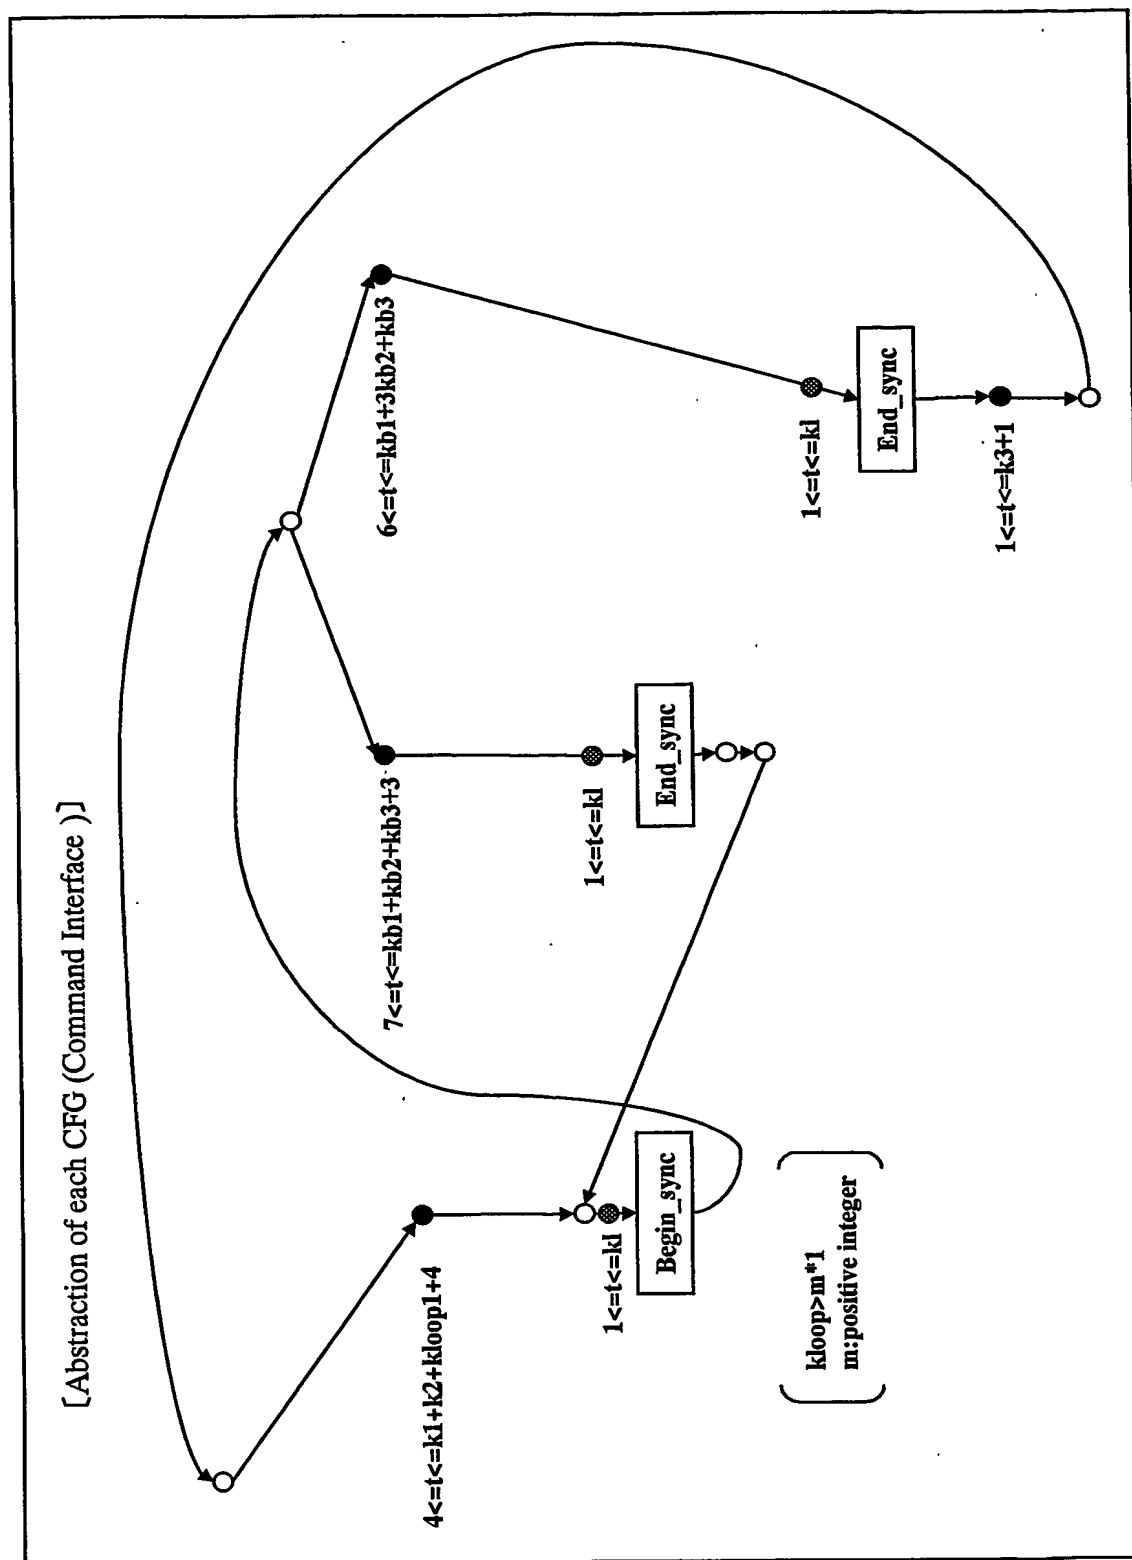 [Abstraction of each CFG (Command Interface )]
4<=t<=k1+k2+kloop1+4
1<=t<=kl
Begin_sync
7<=t<=kb1+kb2+kb3+3
1<=t<=kl
End_sync
6<=t<=kb1+3kb2+kb3
1<=t<=kl
End_sync
1<=t<=k3+1
kloop>m*1
m:positive integer